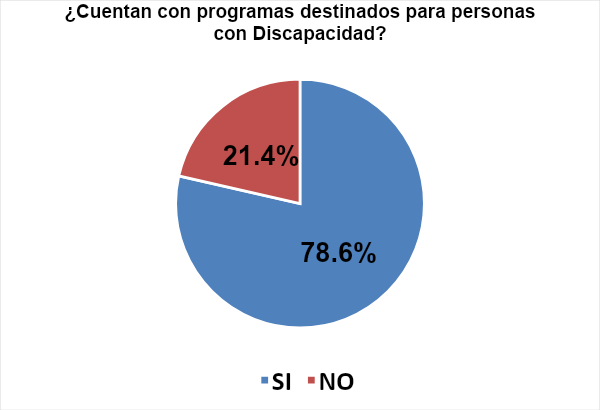 ¿Cuentan con programas destinados para personas
con Discapacidad?
21.4%
78.6%
SI NO